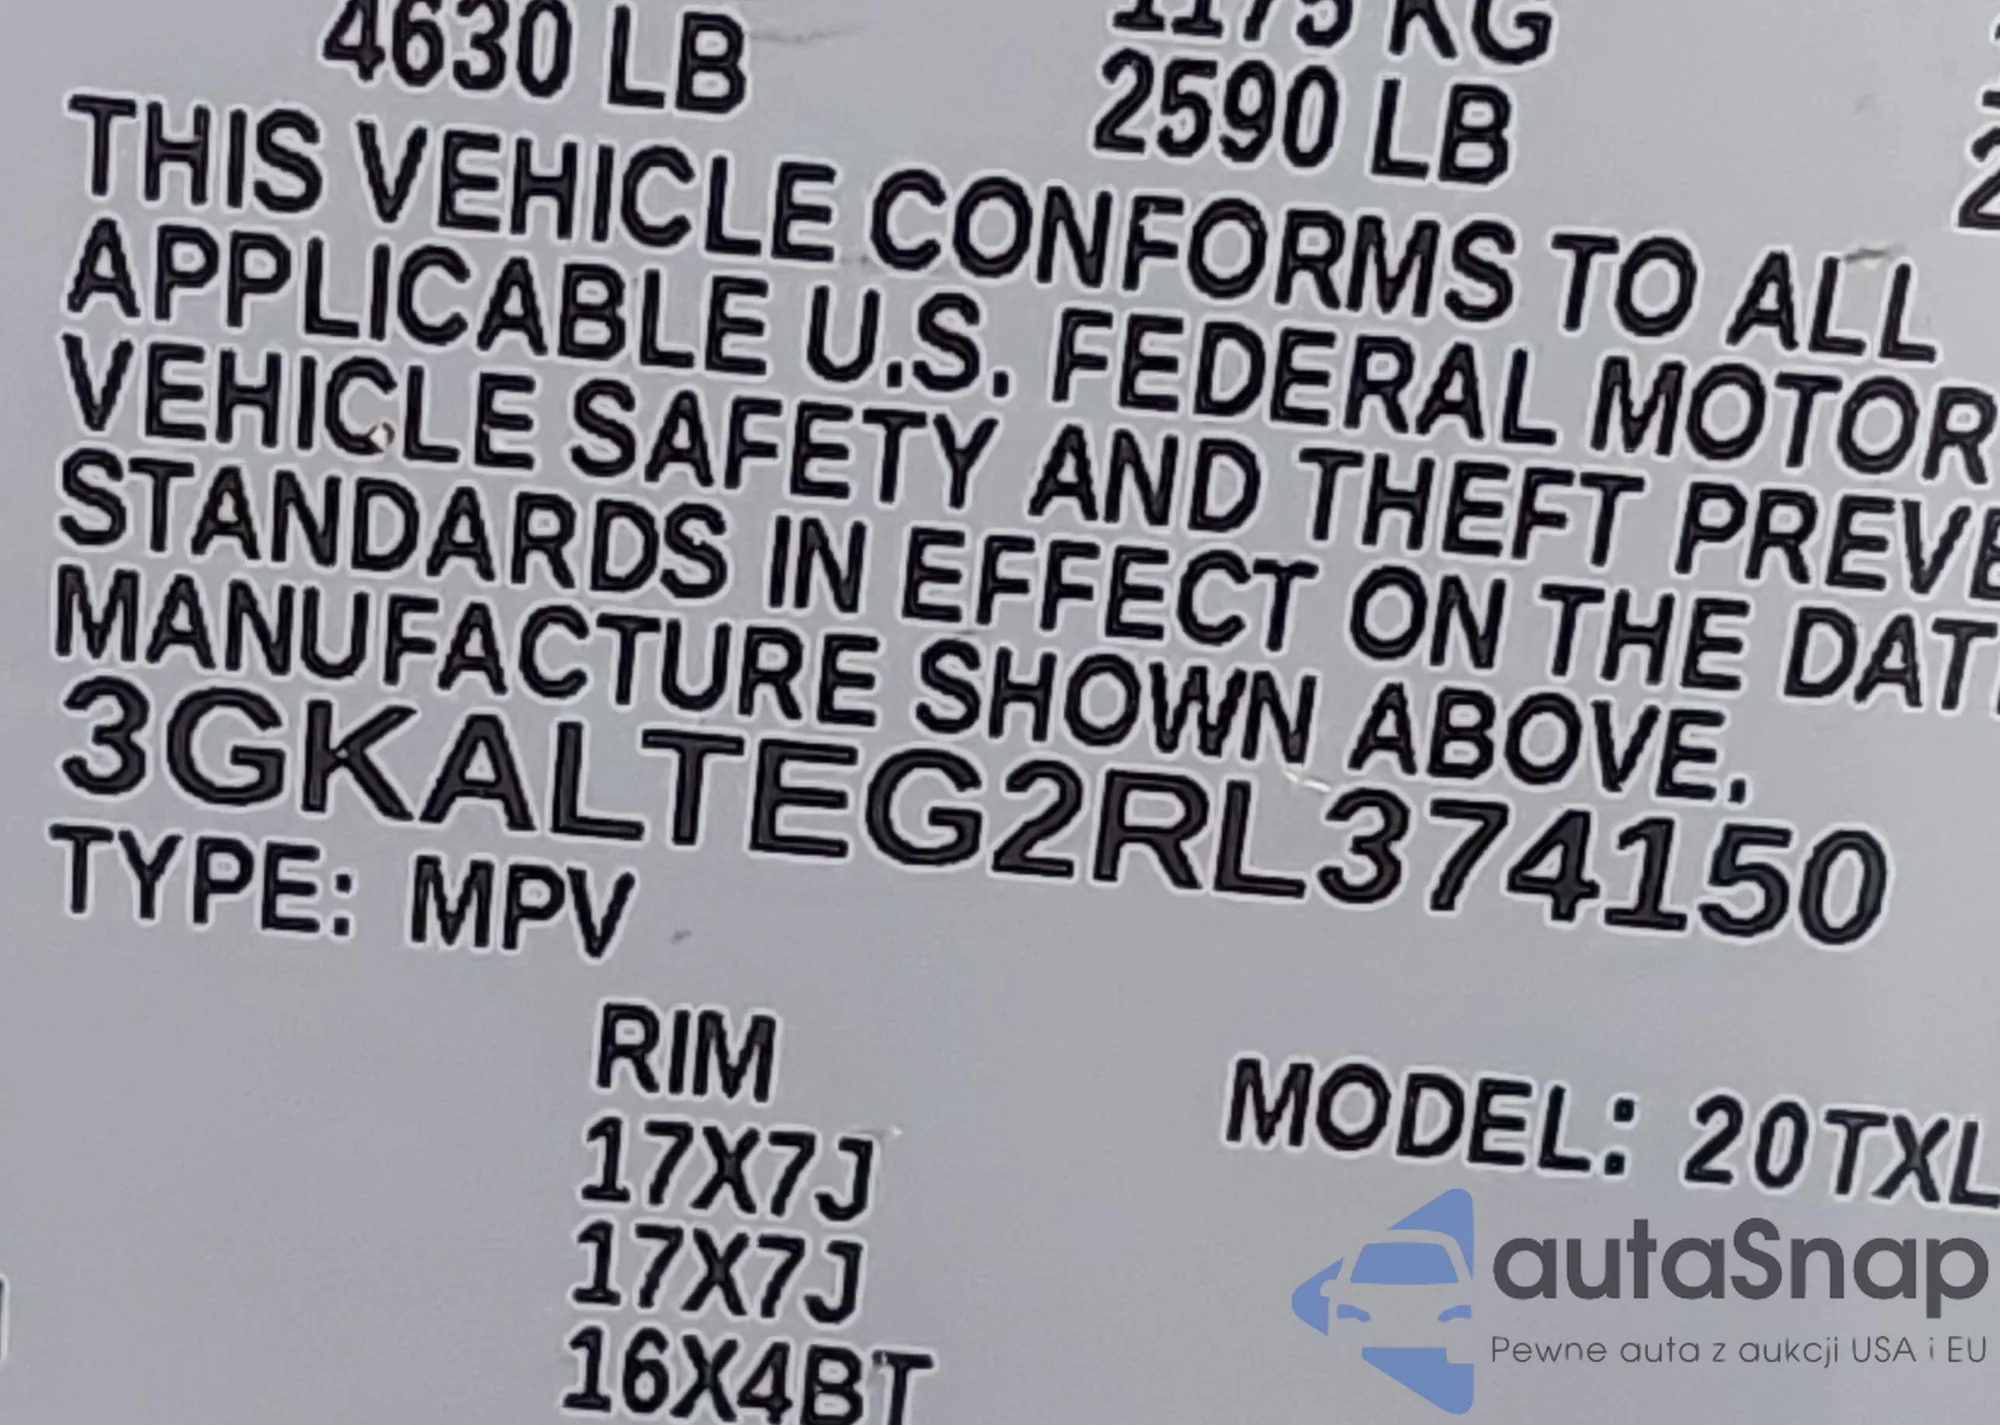 4630 LB 2590 LB
THIS VEHICLE CONFORMS TO ALL
APPLICABLE U.S. FEDERAL MOTOR
VEHICLE SAFETY AND THEFT PREVE
STANDARDS IN EFFECT ON THE DAT
MANUFACTURE SHOWN ABOVE.
3GKALTEG2RL374150
TYPE: MPV
RIM
MODEL: 20TXL
17X7J
17X7J
16X4BT
autaSnap
Pewne auta z aukcji USA i EU